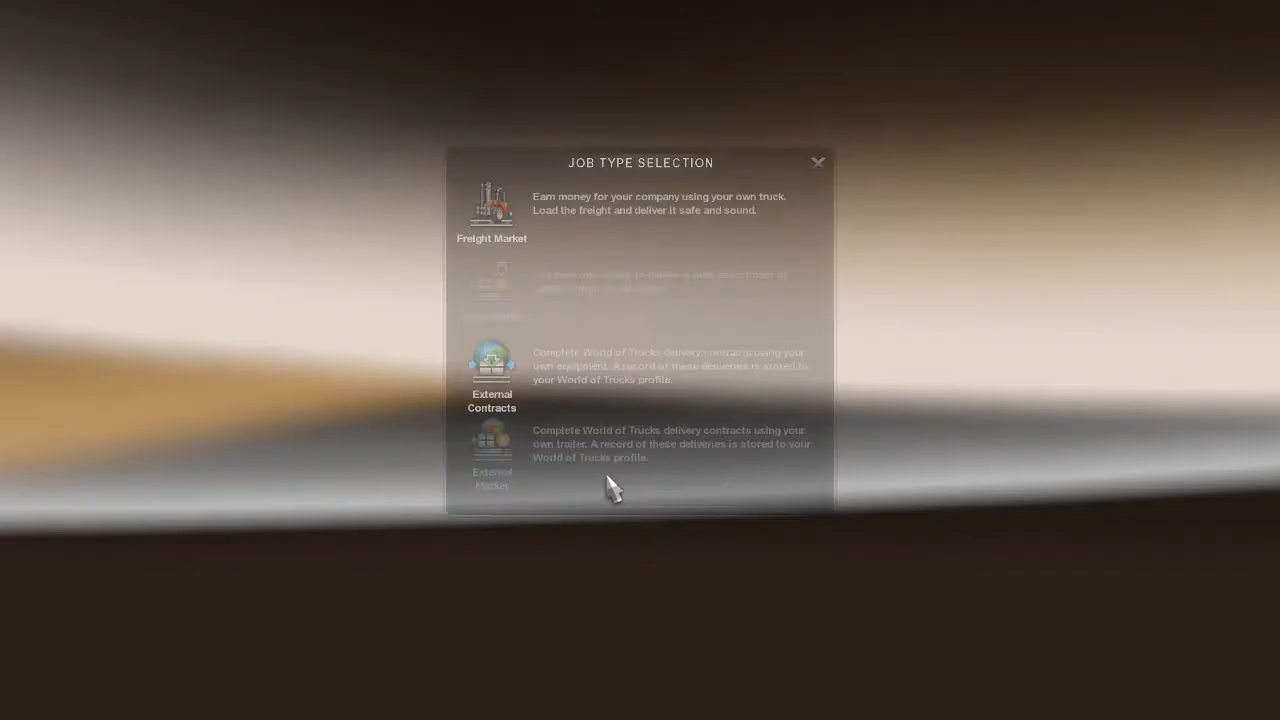 JOB TYPE SELECTION
Earn money for your company using your own truck.
Load the freight and deliver it safe and sound.
Freight Market
Complete World of Trucks delivery contracts using your
own equipment. A record of these deliveries is stored to
your World of Trucks profile.
External
Contracts
Complete World of Trucks delivery contracts using your
own trailer. A record of these deliveries is stored to your
World of Trucks profile.
External
Market